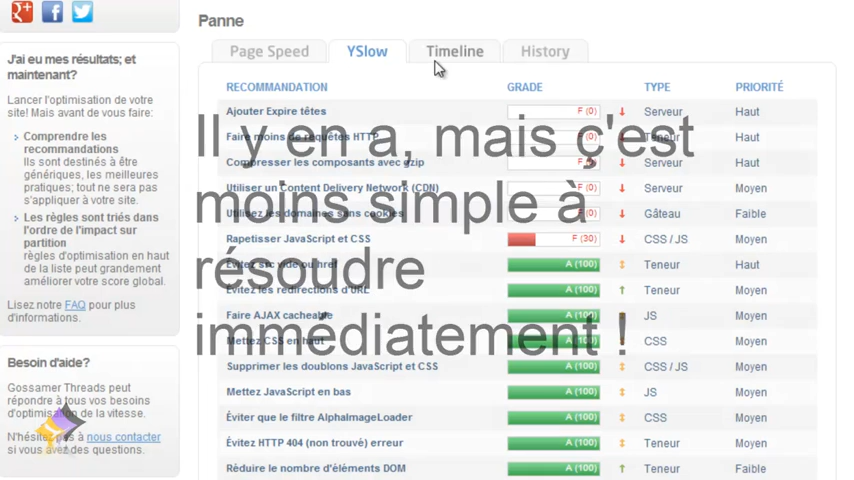 Panne
J'ai eu mes résultats; et
maintenant?
Lancer l'optimisation de votre
site! Mais avant de vous faire:
Comprendre les
recommandations
Ils sont destinés à être
génériques, les meilleures
pratiques; tout ne sera pas
s'appliquer à votre site.
Les règles sont triés dans
l'ordre de l'impact sur
partition
règles d'optimisation en haut
de la liste peut grandement
améliorer votre score global.
Lisez notre FAQ pour plus
d'informations.
Besoin d'aide?
Gossamer Threads peut
répondre à tous vos besoins
d'optimisation de la vitesse.
N'hésitez pas à nous contacter
si vous avez des questions.
Page Speed YSlow Timeline History
RECOMMANDATION GRADE TYPE PRIORITÉ
Ajouter Expire têtes F (0) Serveur Haut
Faire moins de requêtes HTTP F (0) Teneur Haut
Compresser les composants avec gzip F (0) Serveur Haut
Utiliser un Content Delivery Network (CDN) F (0) Serveur Moyen
Utilisez les domaines sans cookies F (0) Gâteau Faible
Rapetisser JavaScript et CSS F (30) CSS / JS Moyen
Évitez src vide ou href A (100) Teneur Haut
Évitez les redirections d'URL A (100) Teneur Moyen
Faire AJAX cacheable A (100) JS Moyen
Mettez CSS en haut A (100) CSS Moyen
Supprimer les doublons JavaScript et CSS A (100) CSS / JS Moyen
Mettez JavaScript en bas A (100) JS Moyen
Éviter que le filtre AlphaImageLoader A (100) CSS Moyen
Évitez HTTP 404 (non trouvé) erreur A (100) Teneur Moyen
Réduire le nombre d'éléments DOM A (100) Teneur Faible
Il y en a, mais ç'est
moins simple à
résoudre
immédiatement !